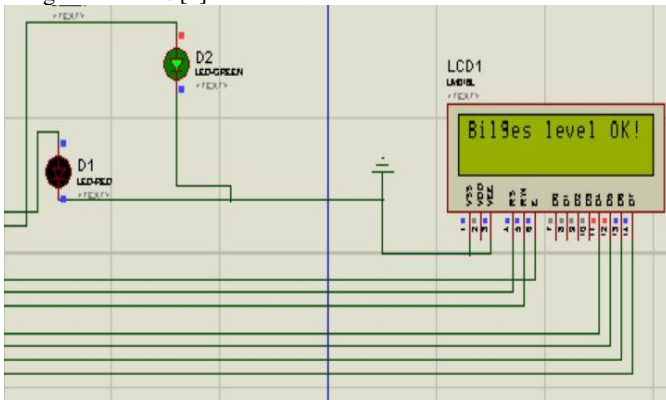 <TEXT>
D2
LED-GREEN
<TEXT>
D1
LED-RED
<TEXT>
LCD1
LM016L
<TEXT>
Bil9es level OK!
VSS VDD VEE RS RW E D0 D1 D2 D3 D4 D5 D6 D7
1 2 3 4 5 6 7 8 9 10 11 12 13 14